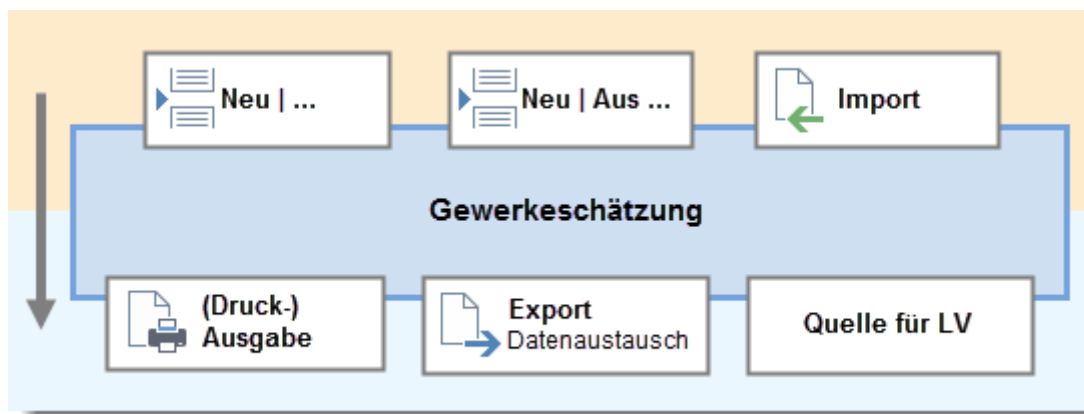 Neu | ...
Neu | Aus ...
Import
Gewerkeschätzung
(Druck-)
Ausgabe
Export
Datenaustausch
Quelle für LV